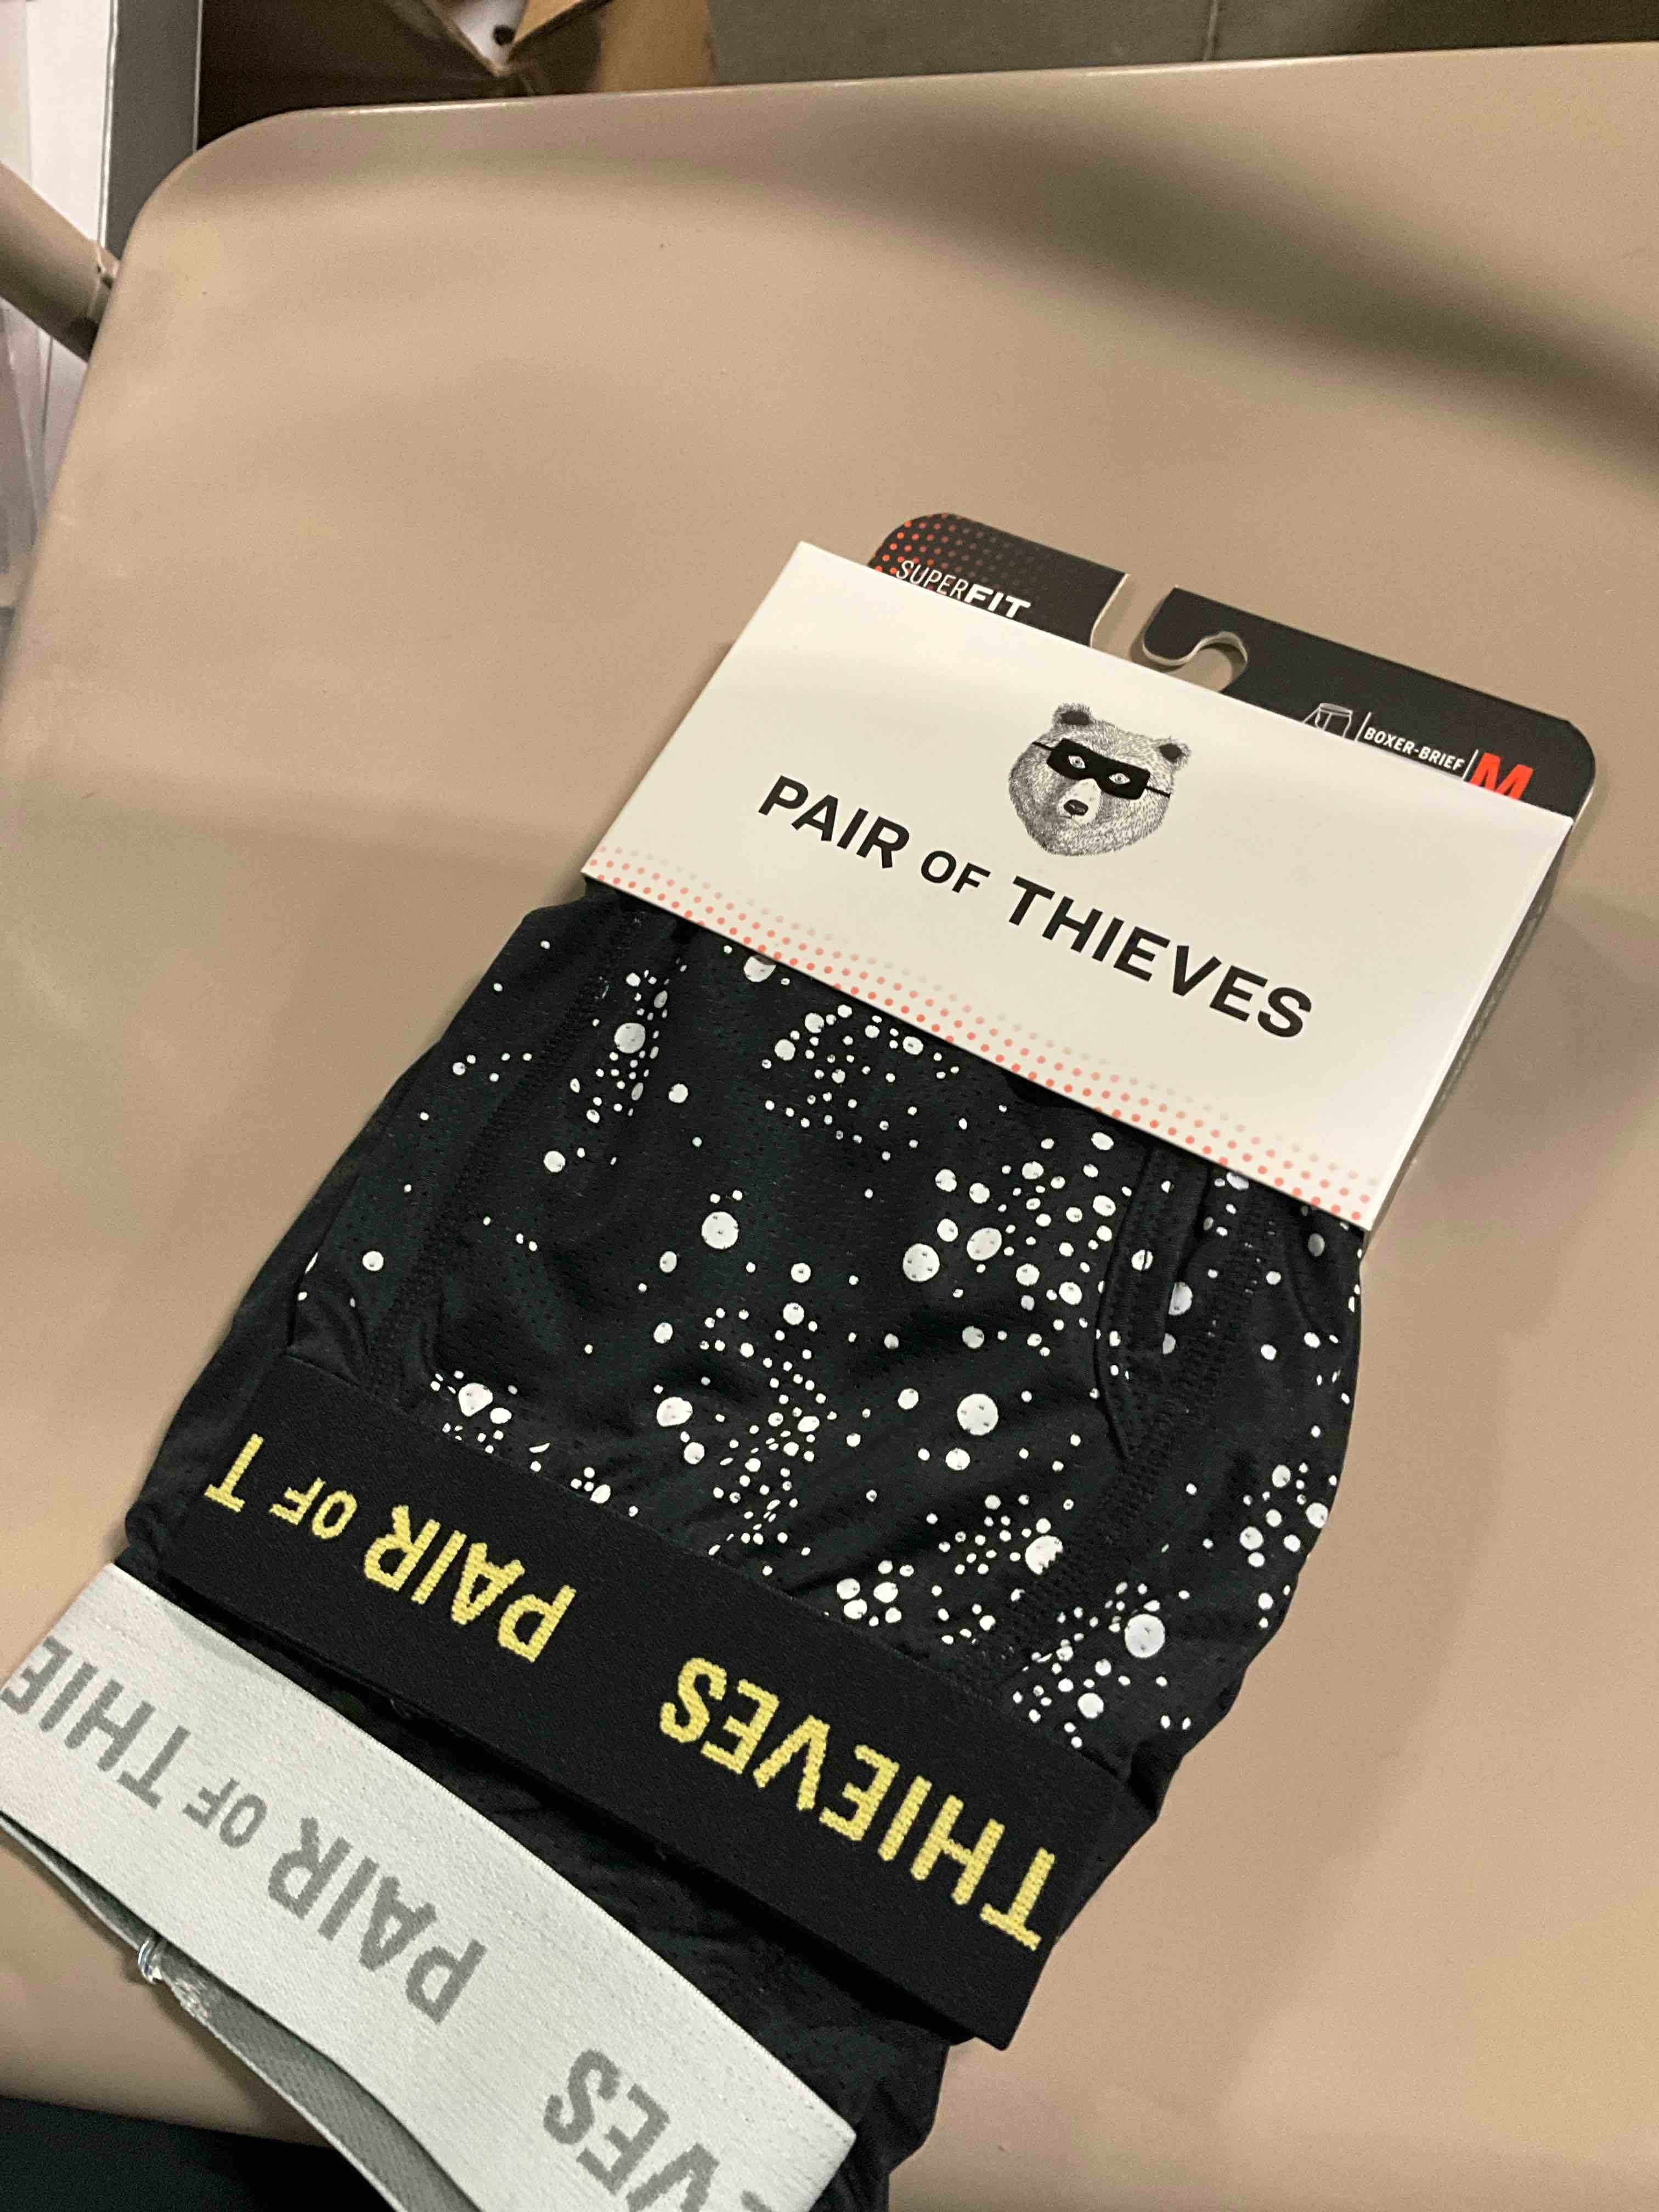 SUPERFIT
BOXER-BRIEF M
PAIR OF THIEVES
PAIR OF T
THIEVES
PAIR OF THIE
VES